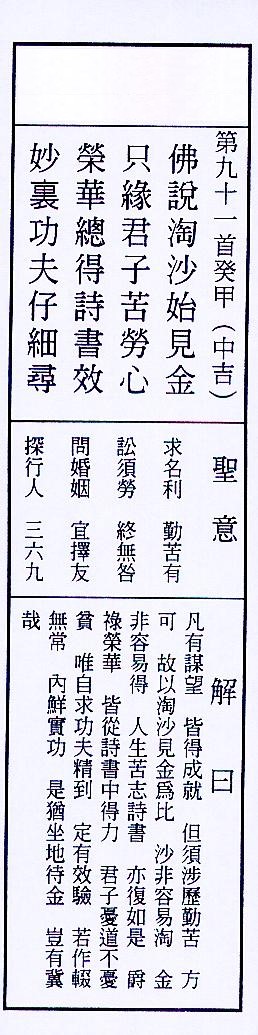 第九十一首癸甲（中吉）
佛說淘沙始見金
只緣君子苦勞心
榮華總得詩書效
妙裏功夫仔細尋
聖意
求名利　勤苦有
訟須勞　終無咎
問婚姻　宜擇友
探行人　三六九
解曰
凡有謀望　皆得成就　但須涉歷勤苦　方
可　故以淘沙見金為比　沙非容易淘　金
非容易得　人生苦志詩書　亦復如是　爵
祿榮華　皆從詩書中得力　君子憂道不憂
貧　唯自求功夫精到　定有效驗　若作輟
無常　內鮮實功　是猶坐地待金　豈有冀
哉